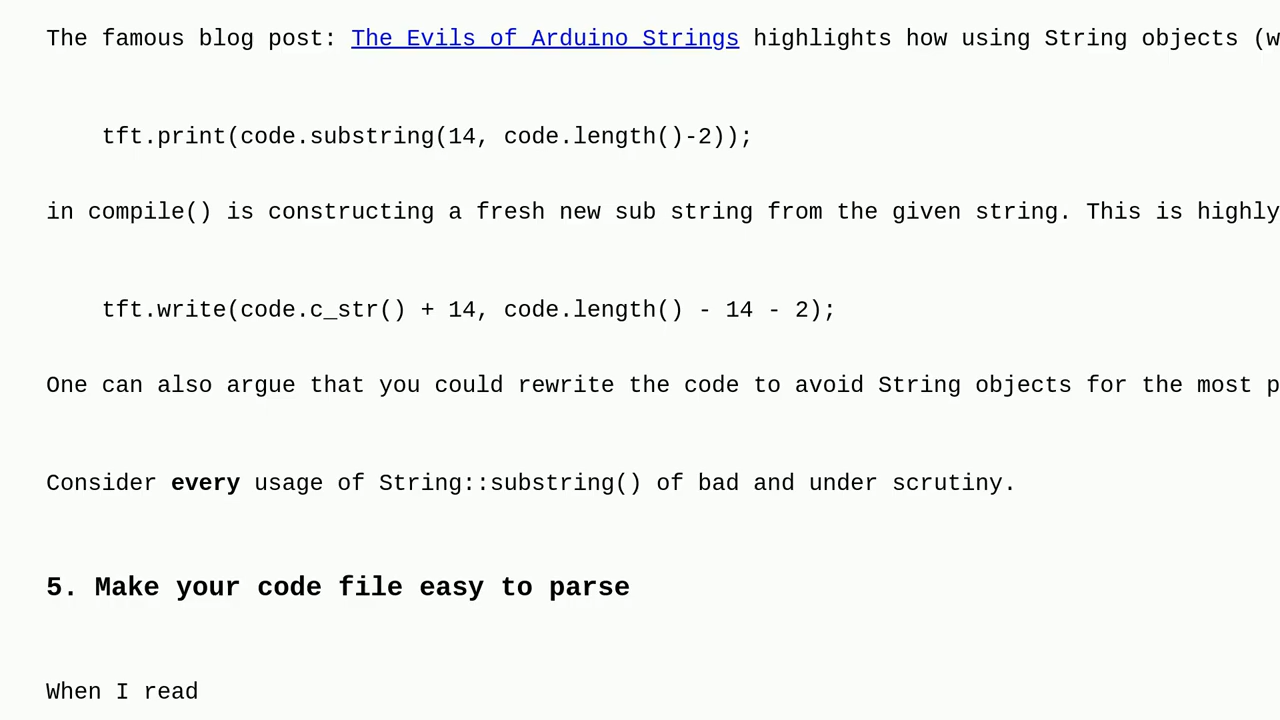 The famous blog post: The Evils of Arduino Strings highlights how using String objects (w
tft.print(code.substring(14, code.length()-2));
in compile() is constructing a fresh new sub string from the given string. This is highly
tft.write(code.c_str() + 14, code.length() - 14 - 2);
One can also argue that you could rewrite the code to avoid String objects for the most p
Consider every usage of String::substring() of bad and under scrutiny.
5. Make your code file easy to parse
When I read